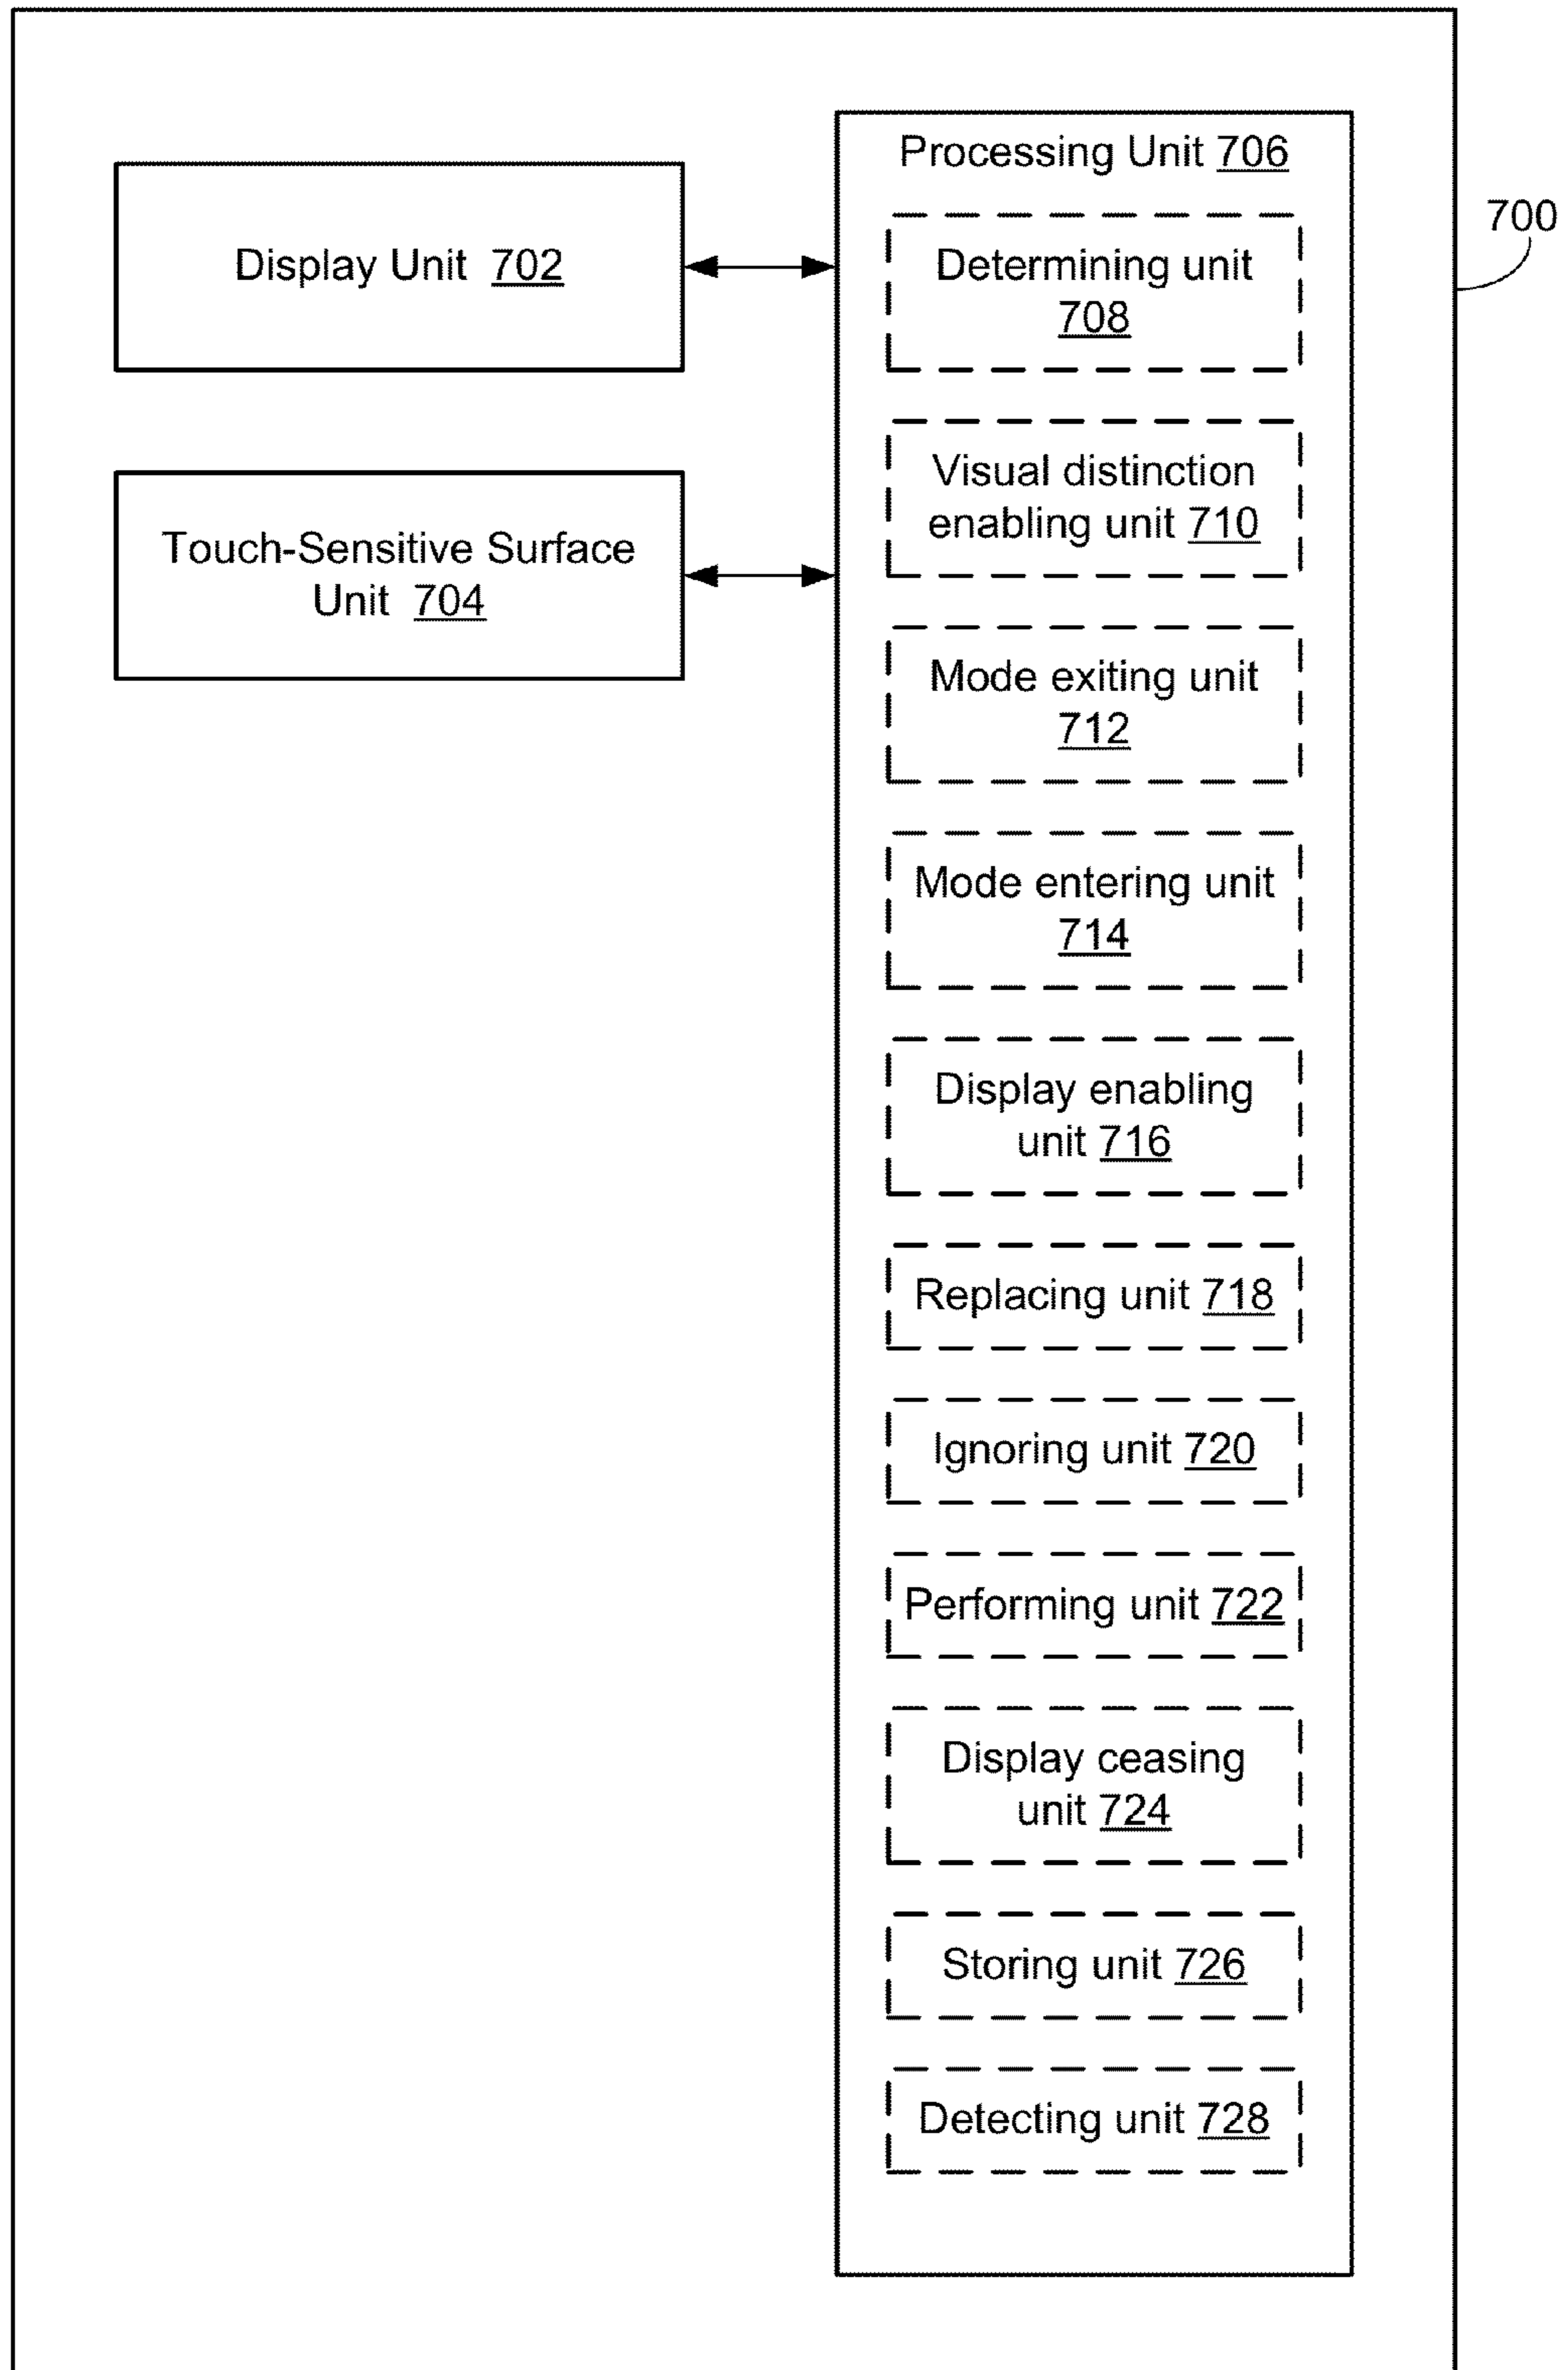 Processing Unit 706
700
Display Unit 702
Touch-Sensitive Surface
Unit 704
Determining unit
708
Visual distinction
enabling unit 710
Mode exiting unit
712
Mode entering unit
714
Display enabling
unit 716
Replacing unit 718
Ignoring unit 720
Performing unit 722
Display ceasing
unit 724
Storing unit 726
Detecting unit 728